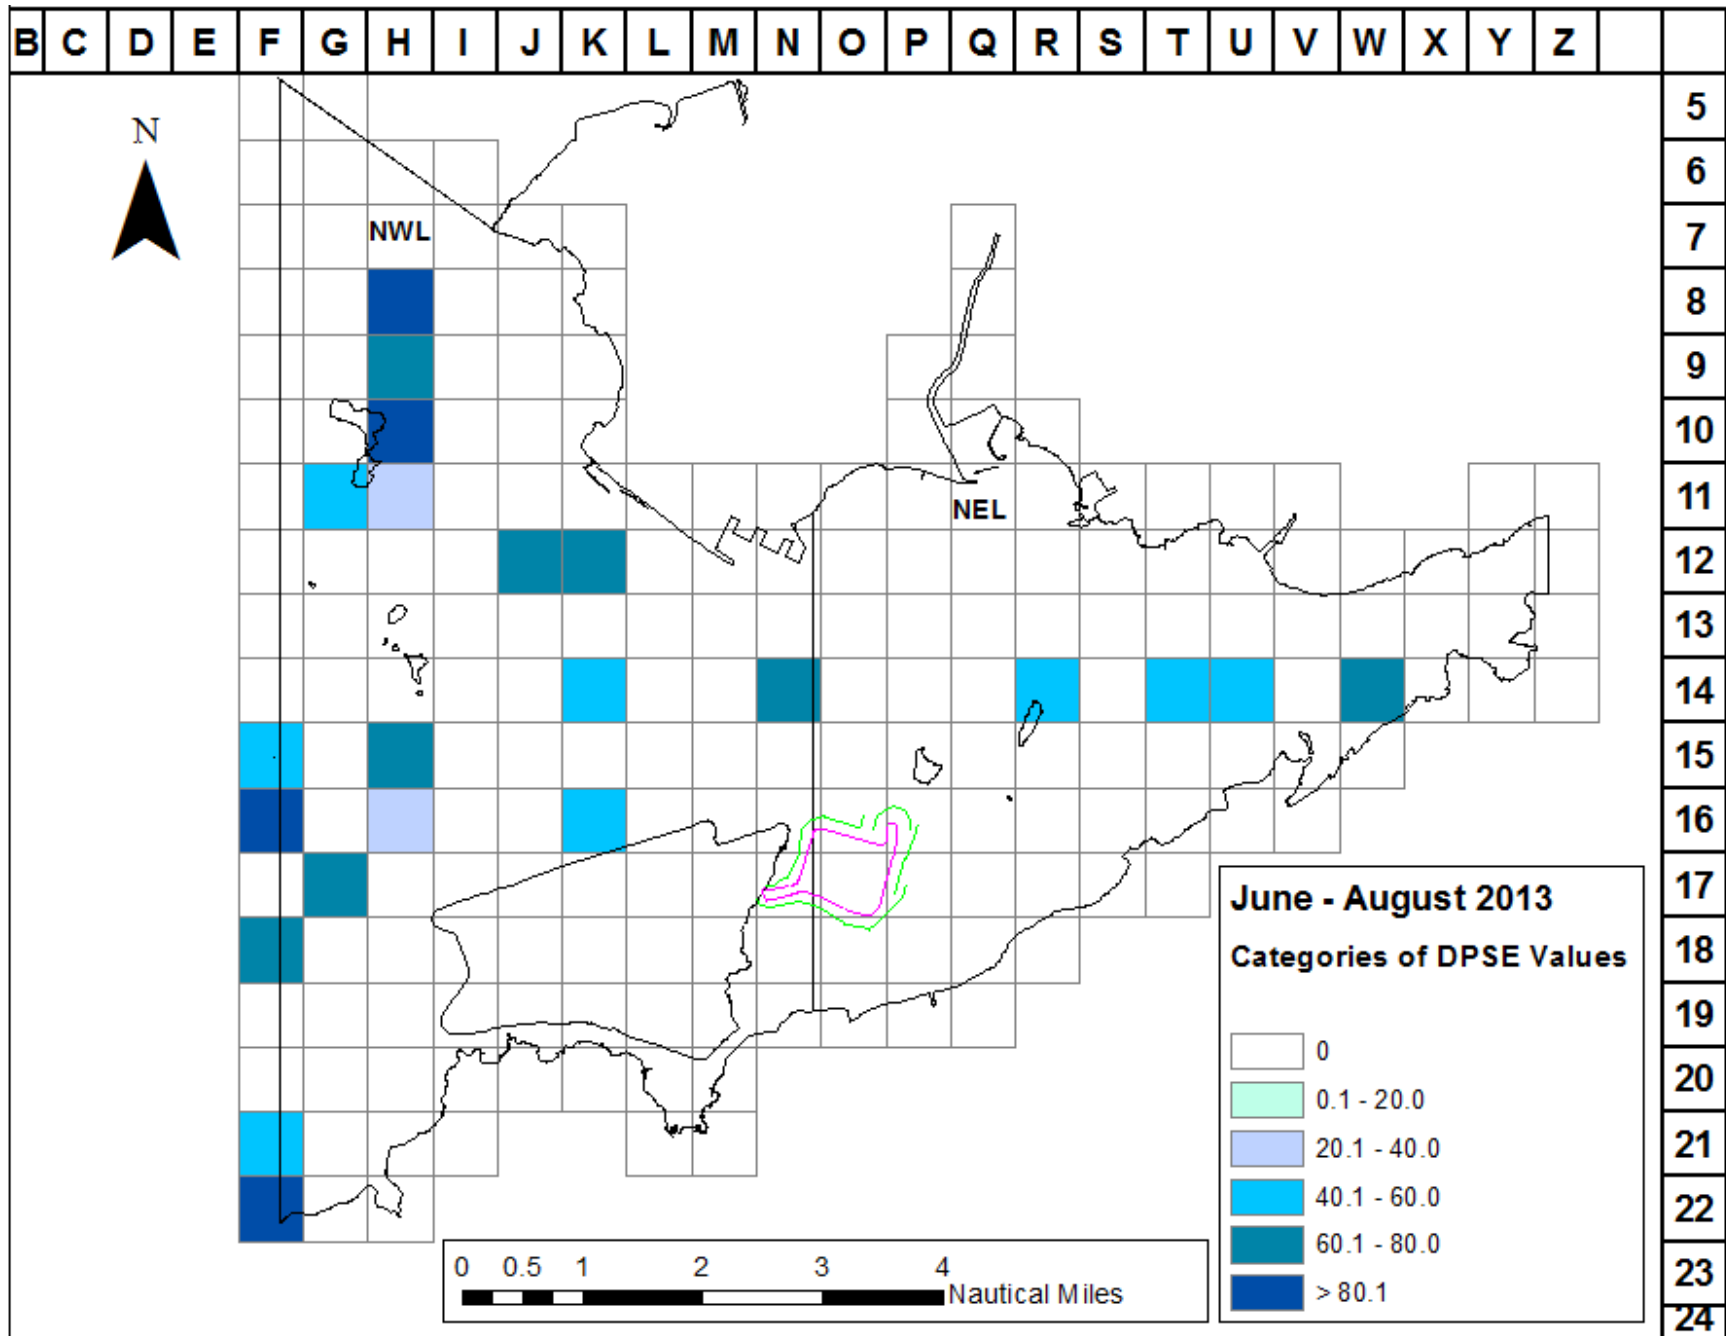 B C D E F G H I J K L M N O P Q R S T U V W X Y Z
5
N
6
NWL
7
8
9
10
11
NEL
12
13
14
15
16
17
June - August 2013
Categories of DPSE Values
18
19
0
20
0.1 - 20.0
20.1 - 40.0
21
40.1 - 60.0
22
60.1 - 80.0
> 80.1
23
24
0 0.5 1 2 3 4
Nautical Miles